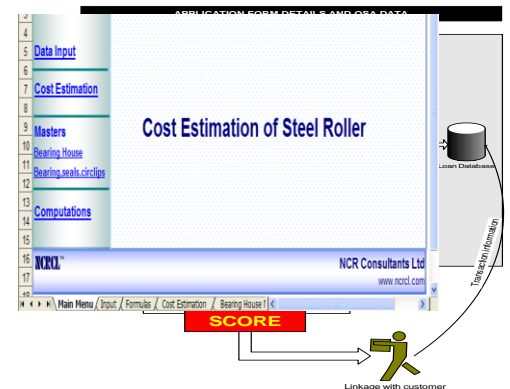 APPLICATION FORM DETAILS AND OSA DATA
4
5 Data Input
6
7 Cost Estimation
8
9 Masters
10 Bearing House
11 Bearing,seals.circlips
12
13
14 Computations
15
16
17
Cost Estimation of Steel Roller
NCRCL™
NCR Consultants Ltd
www.ncrcl.com
Main Menu / Input / Formulas / Cost Estimation / Bearing House
Loan Database
Transaction information
SCORE
Linkage with customer